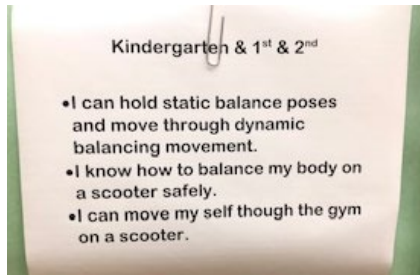 Kindergarten & 1st & 2nd
•I can hold static balance poses
and move through dynamic
balancing movement.
•I know how to balance my body on
a scooter safely.
•I can move my self though the gym
on a scooter.